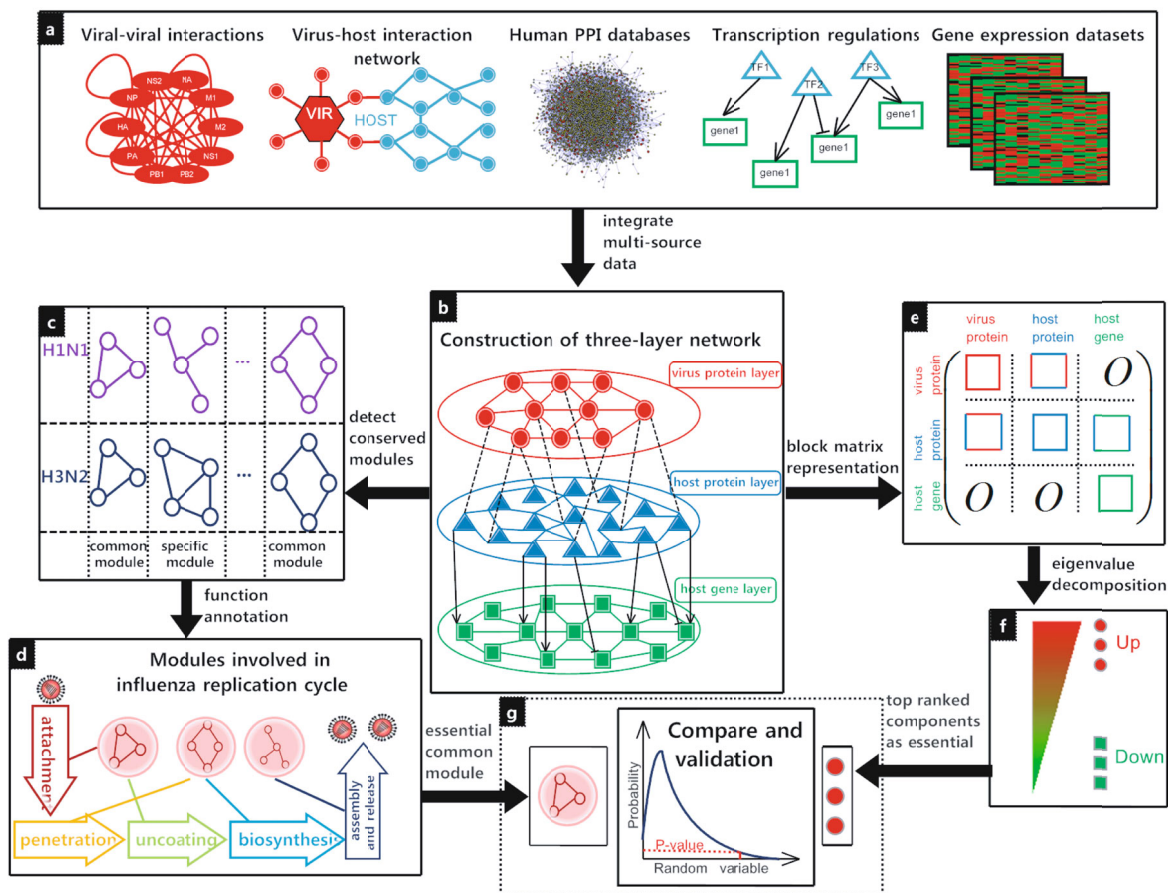 a
Viral-viral interactions
Virus-host interaction
network
Human PPI databases
Transcription regulations
Gene expression datasets
NS2
NA
NP
M1
HA
M2
PA
NS1
PB1
PB2
VIR
HOST
TF1
TF2
TF3
gene1
gene1
gene1
gene1
integrate
multi-source
data
b
Construction of three-layer network
virus protein layer
host protein layer
host gene layer
detect
conserved
modules
c
H1N1
...
H3N2
...
common
module
specific
module
common
module
function
annotation
block matrix
representation
e
virus
protein
host
protein
host
gene
virus
protein
host
protein
host
gene
O
O
O
eigenvalue
decomposition
d
Modules involved in
influenza replication cycle
attachment
penetration
uncoating
biosynthesis
assembly
and release
essential
common
module
g
Compare and
validation
Probability
P-value
Random variable
top ranked
components
as essential
f
Up
Down